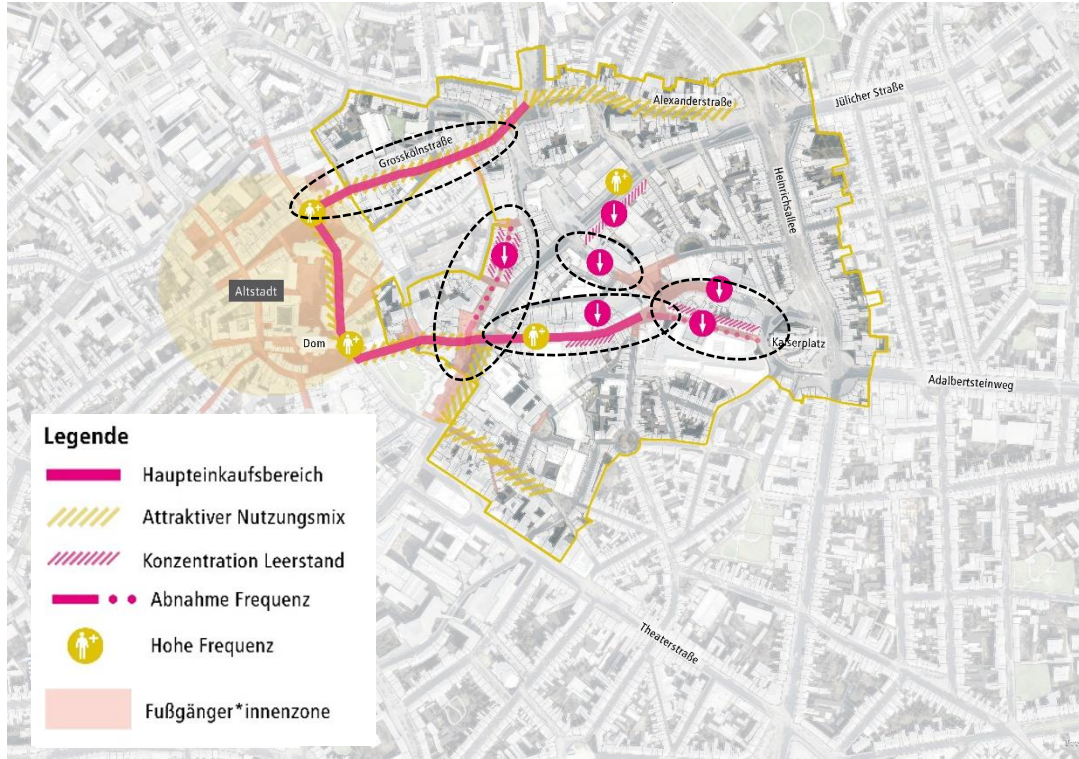 Alexanderstraße
Jülicher Straße
Grosskölnstraße
Heinrichsallee
Altstadt
Dom
Kaiserplatz
Adalbertsteinweg
Theaterstraße
Legende
Haupteinkaufsbereich
Attraktiver Nutzungsmix
Konzentration Leerstand
Abnahme Frequenz
Hohe Frequenz
Fußgänger*innenzone